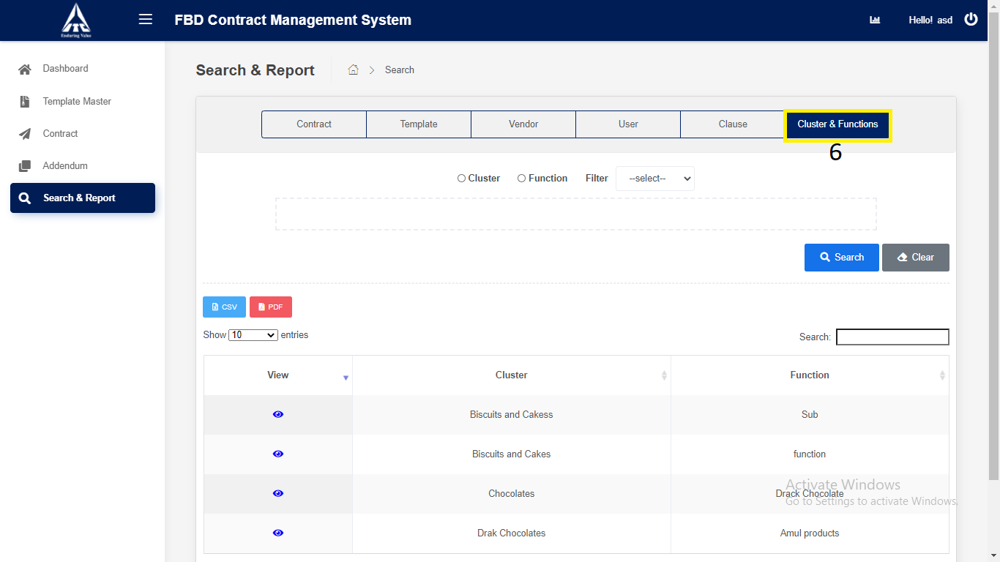 FBD Contract Management System
Hello! asd
Enduring Value
Dashboard
Template Master
Contract
Addendum
Search & Report
Search & Report
Search
Contract
Template
Vendor
User
Clause
Cluster & Functions
6
Cluster
Function
Filter
--select--
Search
Clear
CSV
PDF
Show 10 entries
Search:
View
Cluster
Function
Biscuits and Cakess
Sub
Biscuits and Cakes
function
Chocolates
Drack Chocolate
Drak Chocolates
Amul products
Activate Windows
Go to Settings to activate Windows.